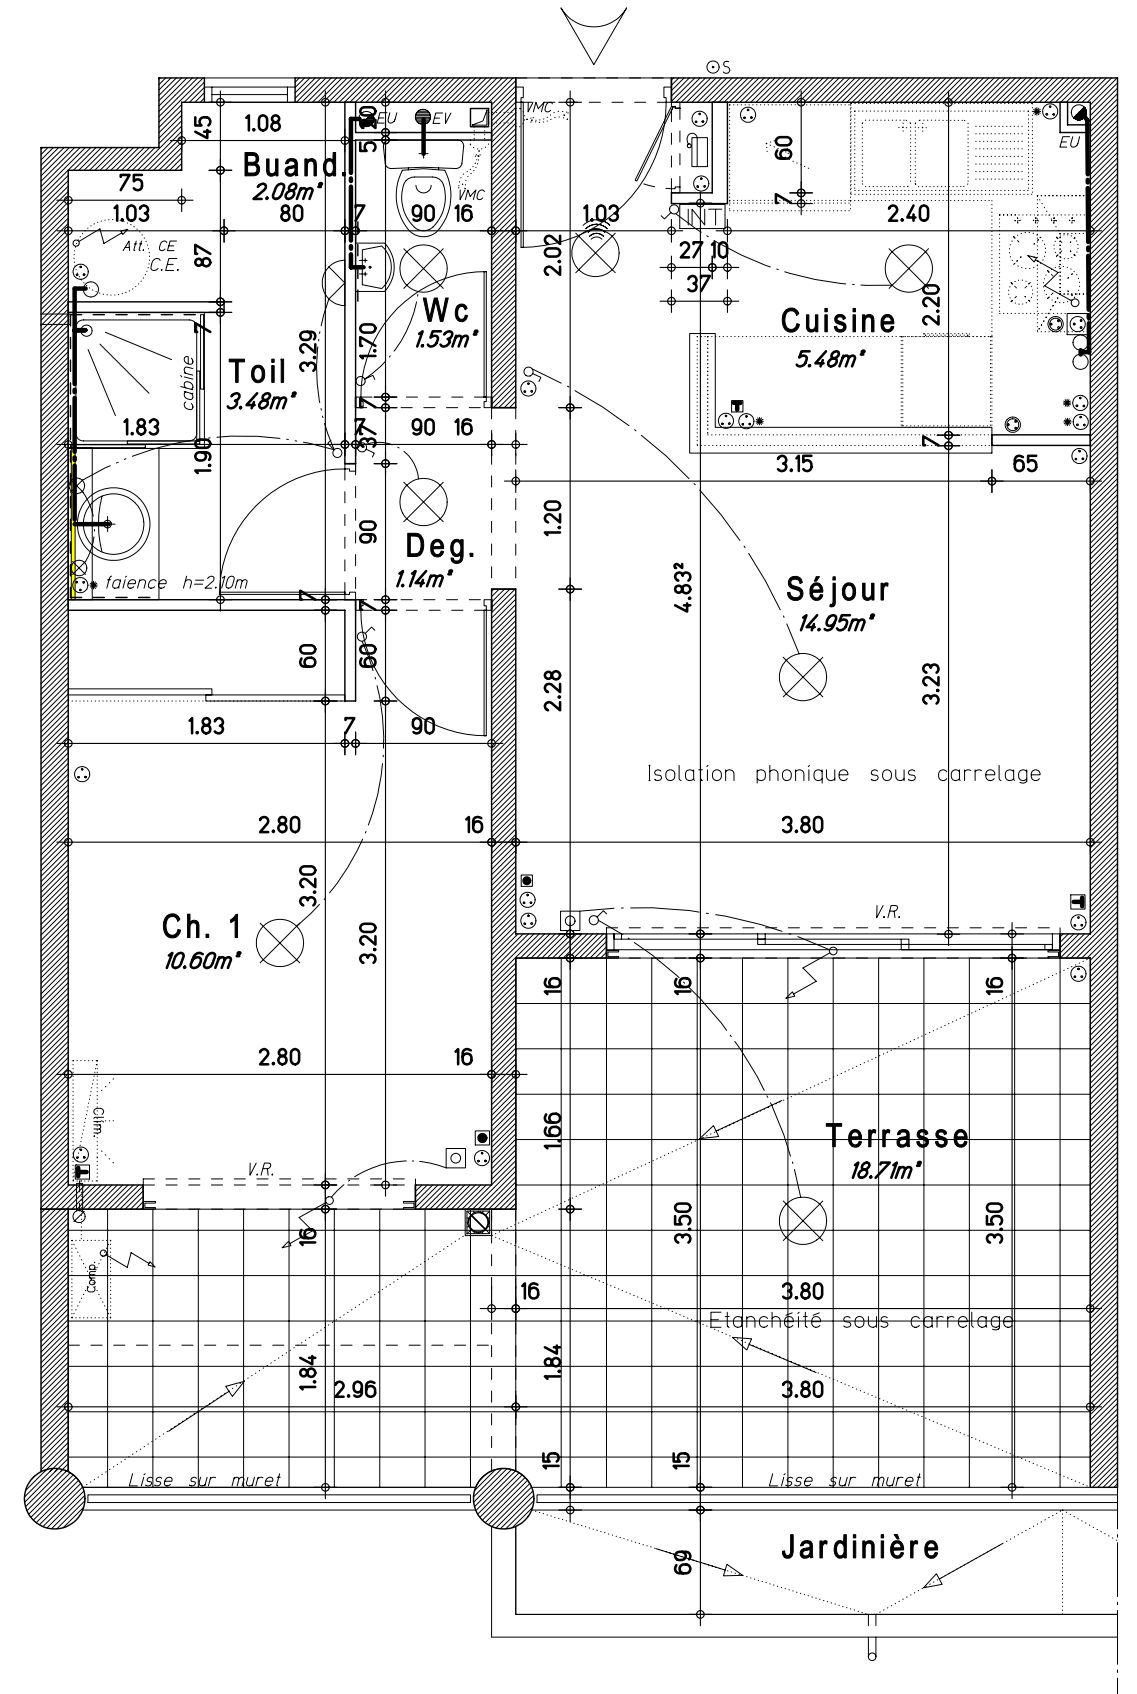 S
VMC
EU
EV
45
1.08
50
5
Buand.
2.08m²
75
60
EU
7
VMC
1.03
80
7
90
16
1.03
INT
2.40
Att. CE
C.E.
87
2.02
27
10
37
Wc
1.53m²
2.20
Cuisine
5.48m²
7
3.29
1.70
Toil
3.48m²
cabine
7
1.83
1.90
7
37
90
16
7
3.15
65
90
1.20
Deg.
1.14m²
faience h=2.10m
7
7
4.83²
Séjour
14.95m²
60
60
2.28
3.23
1.83
7
90
Isolation phonique sous carrelage
2.80
16
3.80
3.20
3.20
Ch. 1
10.60m²
V.R.
16
16
16
2.80
16
Clim.
1.66
Terrasse
18.71m²
V.R.
16
3.50
3.50
Comp.
16
3.80
Etanchéité sous carrelage
1.84
1.84
2.96
3.80
15
15
Lisse sur muret
Lisse sur muret
69
Jardinière